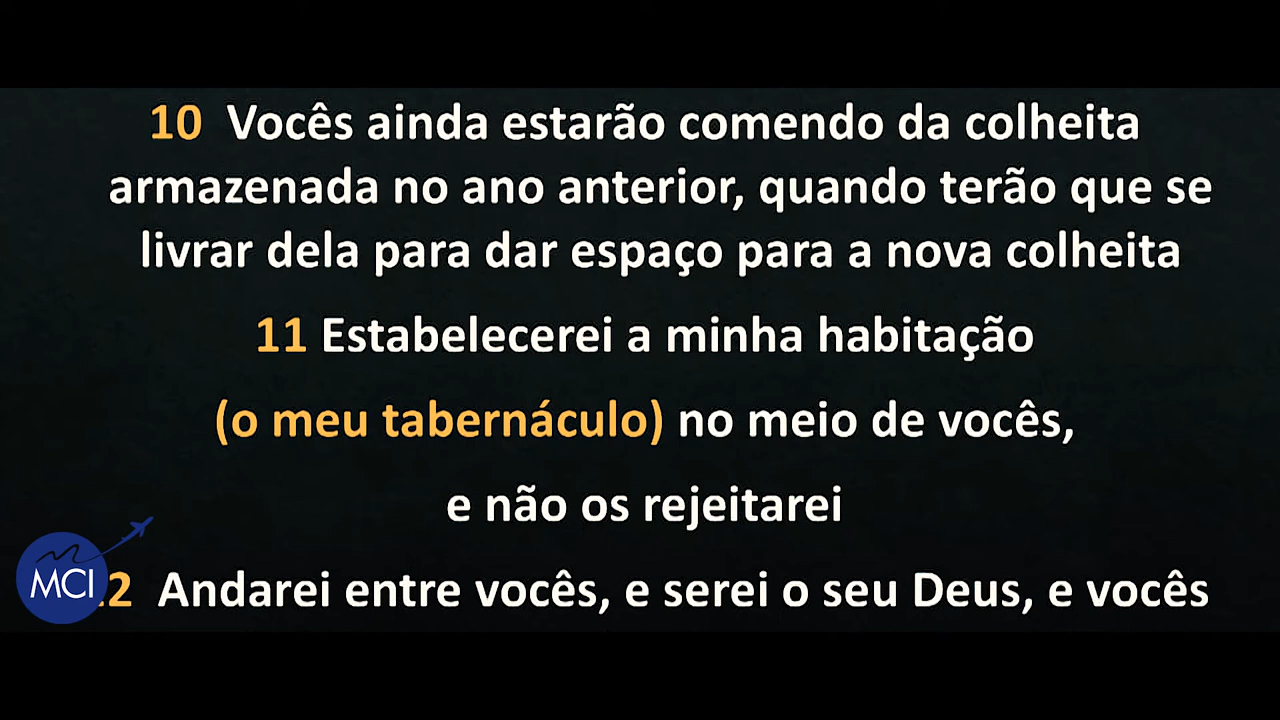 10 Vocês ainda estarão comendo da colheita
armazenada no ano anterior, quando terão que se
livrar dela para dar espaço para a nova colheita
11 Estabelecerei a minha habitação
(o meu tabernáculo) no meio de vocês,
e não os rejeitarei
2 Andarei entre vocês, e serei o seu Deus, e vocês
MCI